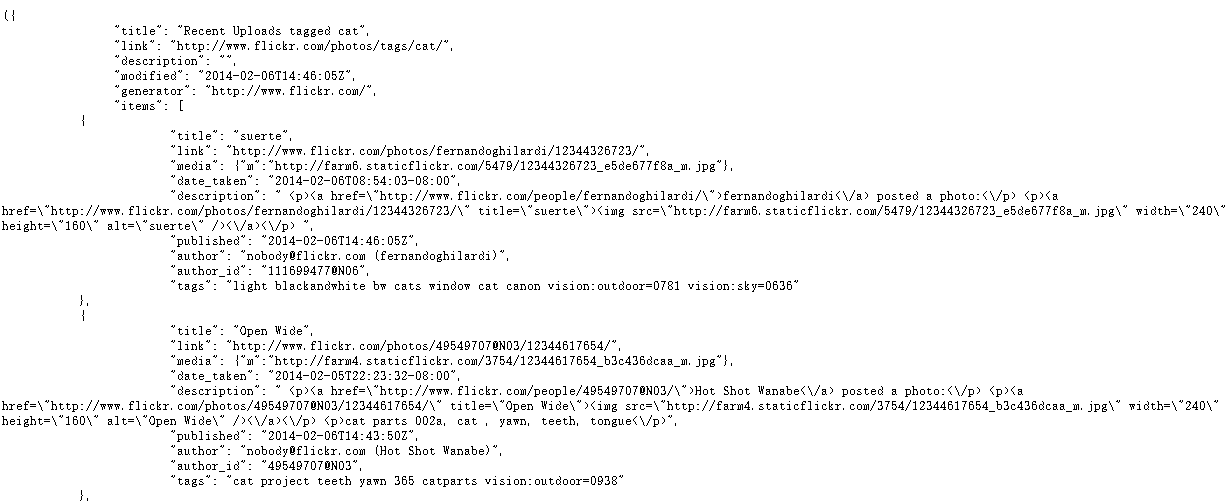 ({
"title": "Recent Uploads tagged cat",
"link": "http://www.flickr.com/photos/tags/cat/",
"description": "",
"modified": "2014-02-06T14:46:05Z",
"generator": "http://www.flickr.com/",
"items": [
{
"title": "suerte",
"link": "http://www.flickr.com/photos/fernandoghilardi/12344326723/",
"media": {"m":"http://farm6.staticflickr.com/5479/12344326723_e5de677f8a_m.jpg"},
"date_taken": "2014-02-06T08:54:03-08:00",
"description": " <p><a href=\"http://www.flickr.com/people/fernandoghilardi/\">fernandoghilardi<\/a> posted a photo:<\/p> <p><a
href=\"http://www.flickr.com/photos/fernandoghilardi/12344326723/\" title=\"suerte\"><img src=\"http://farm6.staticflickr.com/5479/12344326723_e5de677f8a_m.jpg\" width=\"240\"
height=\"160\" alt=\"suerte\" /><\/a><\/p> ",
"published": "2014-02-06T14:46:05Z",
"author": "nobody@flickr.com (fernandoghilardi)",
"author_id": "111699477@N06",
"tags": "light blackandwhite bw cats window cat canon vision:outdoor=0781 vision:sky=0636"
},
{
"title": "Open Wide",
"link": "http://www.flickr.com/photos/49549707@N03/12344617654/",
"media": {"m":"http://farm4.staticflickr.com/3754/12344617654_b3c436dcaa_m.jpg"},
"date_taken": "2014-02-05T22:23:32-08:00",
"description": " <p><a href=\"http://www.flickr.com/people/49549707@N03/\">Hot Shot Wanabe<\/a> posted a photo:<\/p> <p><a
href=\"http://www.flickr.com/photos/49549707@N03/12344617654/\" title=\"Open Wide\"><img src=\"http://farm4.staticflickr.com/3754/12344617654_b3c436dcaa_m.jpg\" width=\"240\"
height=\"160\" alt=\"Open Wide\" /><\/a><\/p> <p>cat parts 002a, cat , yawn, teeth, tongue<\/p>",
"published": "2014-02-06T14:43:50Z",
"author": "nobody@flickr.com (Hot Shot Wanabe)",
"author_id": "49549707@N03",
"tags": "cat project teeth yawn 365 catparts vision:outdoor=0938"
},